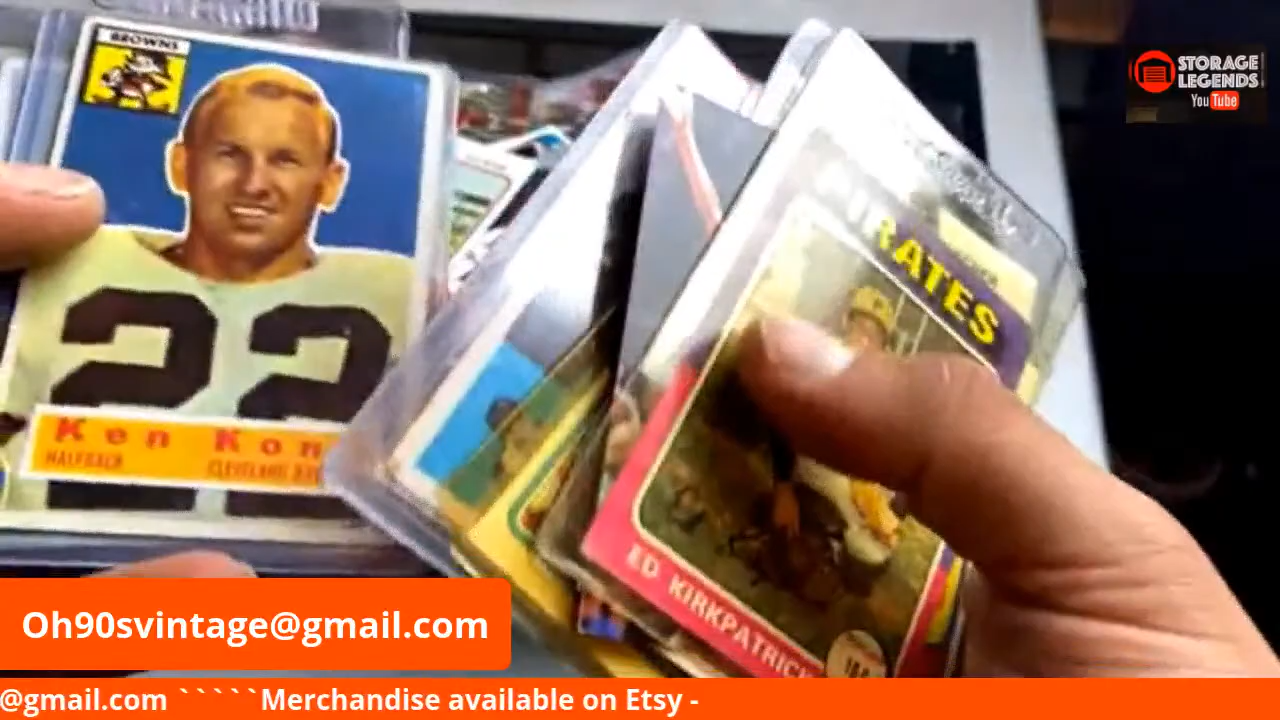 BROWNS
22
Ken Kon
HALFBACK
CLEVELAND
PIRATES
ED KIRKPATRICK
STORAGE
LEGENDS
YouTube
Oh90svintage@gmail.com
@gmail.com `````Merchandise available on Etsy -